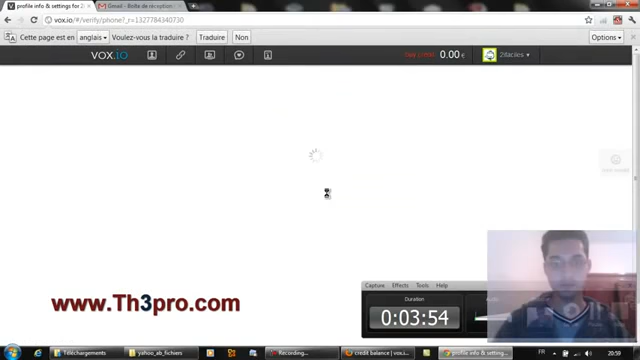 profile info & settings for 2
Gmail - Boîte de réception
vox.io/#/verify/phone?_r=1327784340730
Cette page est en anglais Voulez-vous la traduire ? Traduire Non Options
VOX.IO 0.00 € 2faciles
www.Th3pro.com
Capture Effects Tools Help
Duration
0:03:54
Téléchargements yahoo_ab_fichiers Recording... credit balance | vox.i... profile info & setting... FR 20:59